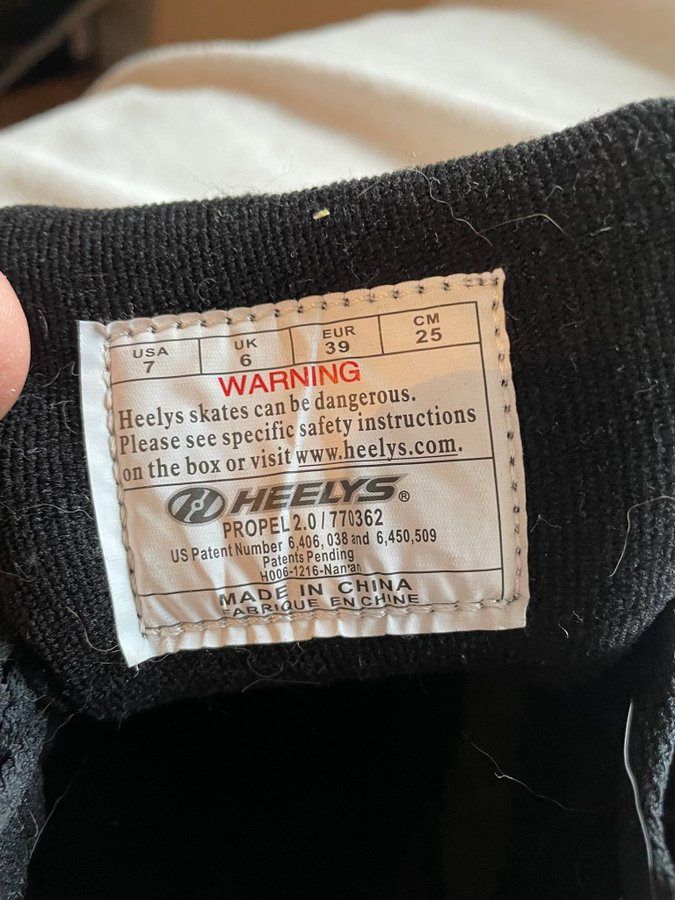 USA UK EUR CM
7 6 39 25
WARNING
Heelys skates can be dangerous.
Please see specific safety instructions
on the box or visit www.heelys.com.
HEELYS®
PROPEL 2.0 / 770362
US Patent Number 6,406, 038 and 6,450,509
Patents Pending
H006-1216-Nan'an
MADE IN CHINA
FABRIQUE EN CHINE